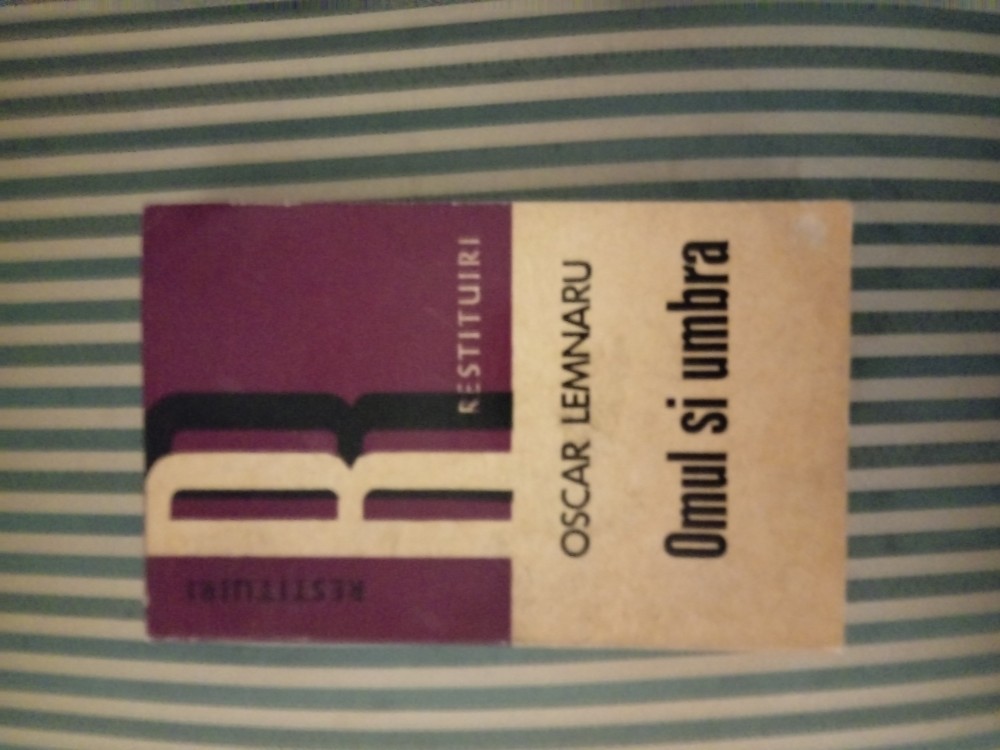 RESTITUIRI
R
RESTITUIRI
OSCAR LEMNARU
Omul si umbra